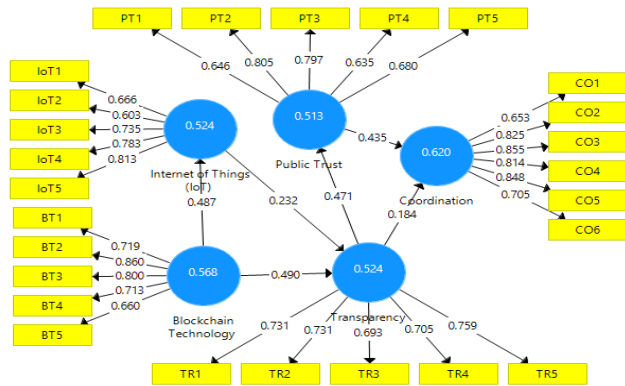 PT1
PT2
PT3
PT4
PT5
0.646
0.805
0.797
0.635
0.680
IoT1
IoT2
IoT3
IoT4
IoT5
0.666
0.603
0.735
0.783
0.813
0.524
Internet of Things
(IoT)
0.513
Public Trust
0.435
0.620
Coordination
CO1
CO2
CO3
CO4
CO5
CO6
0.653
0.825
0.855
0.814
0.848
0.705
0.487
0.232
0.471
0.184
BT1
BT2
BT3
BT4
BT5
0.719
0.860
0.800
0.713
0.660
0.568
Blockchain
Technology
0.490
0.524
Transparency
0.731
0.731
0.693
0.705
0.759
TR1
TR2
TR3
TR4
TR5